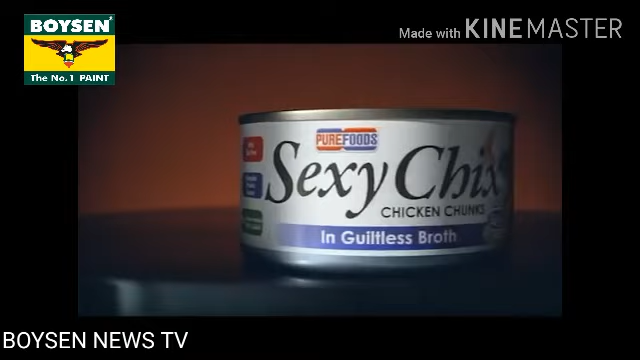 BOYSEN®
The No.1 PAINT
Made with KINEMASTER
PUREFOODS
Sexy Chix
CHICKEN CHUNKS
In Guiltless Broth
BOYSEN NEWS TV